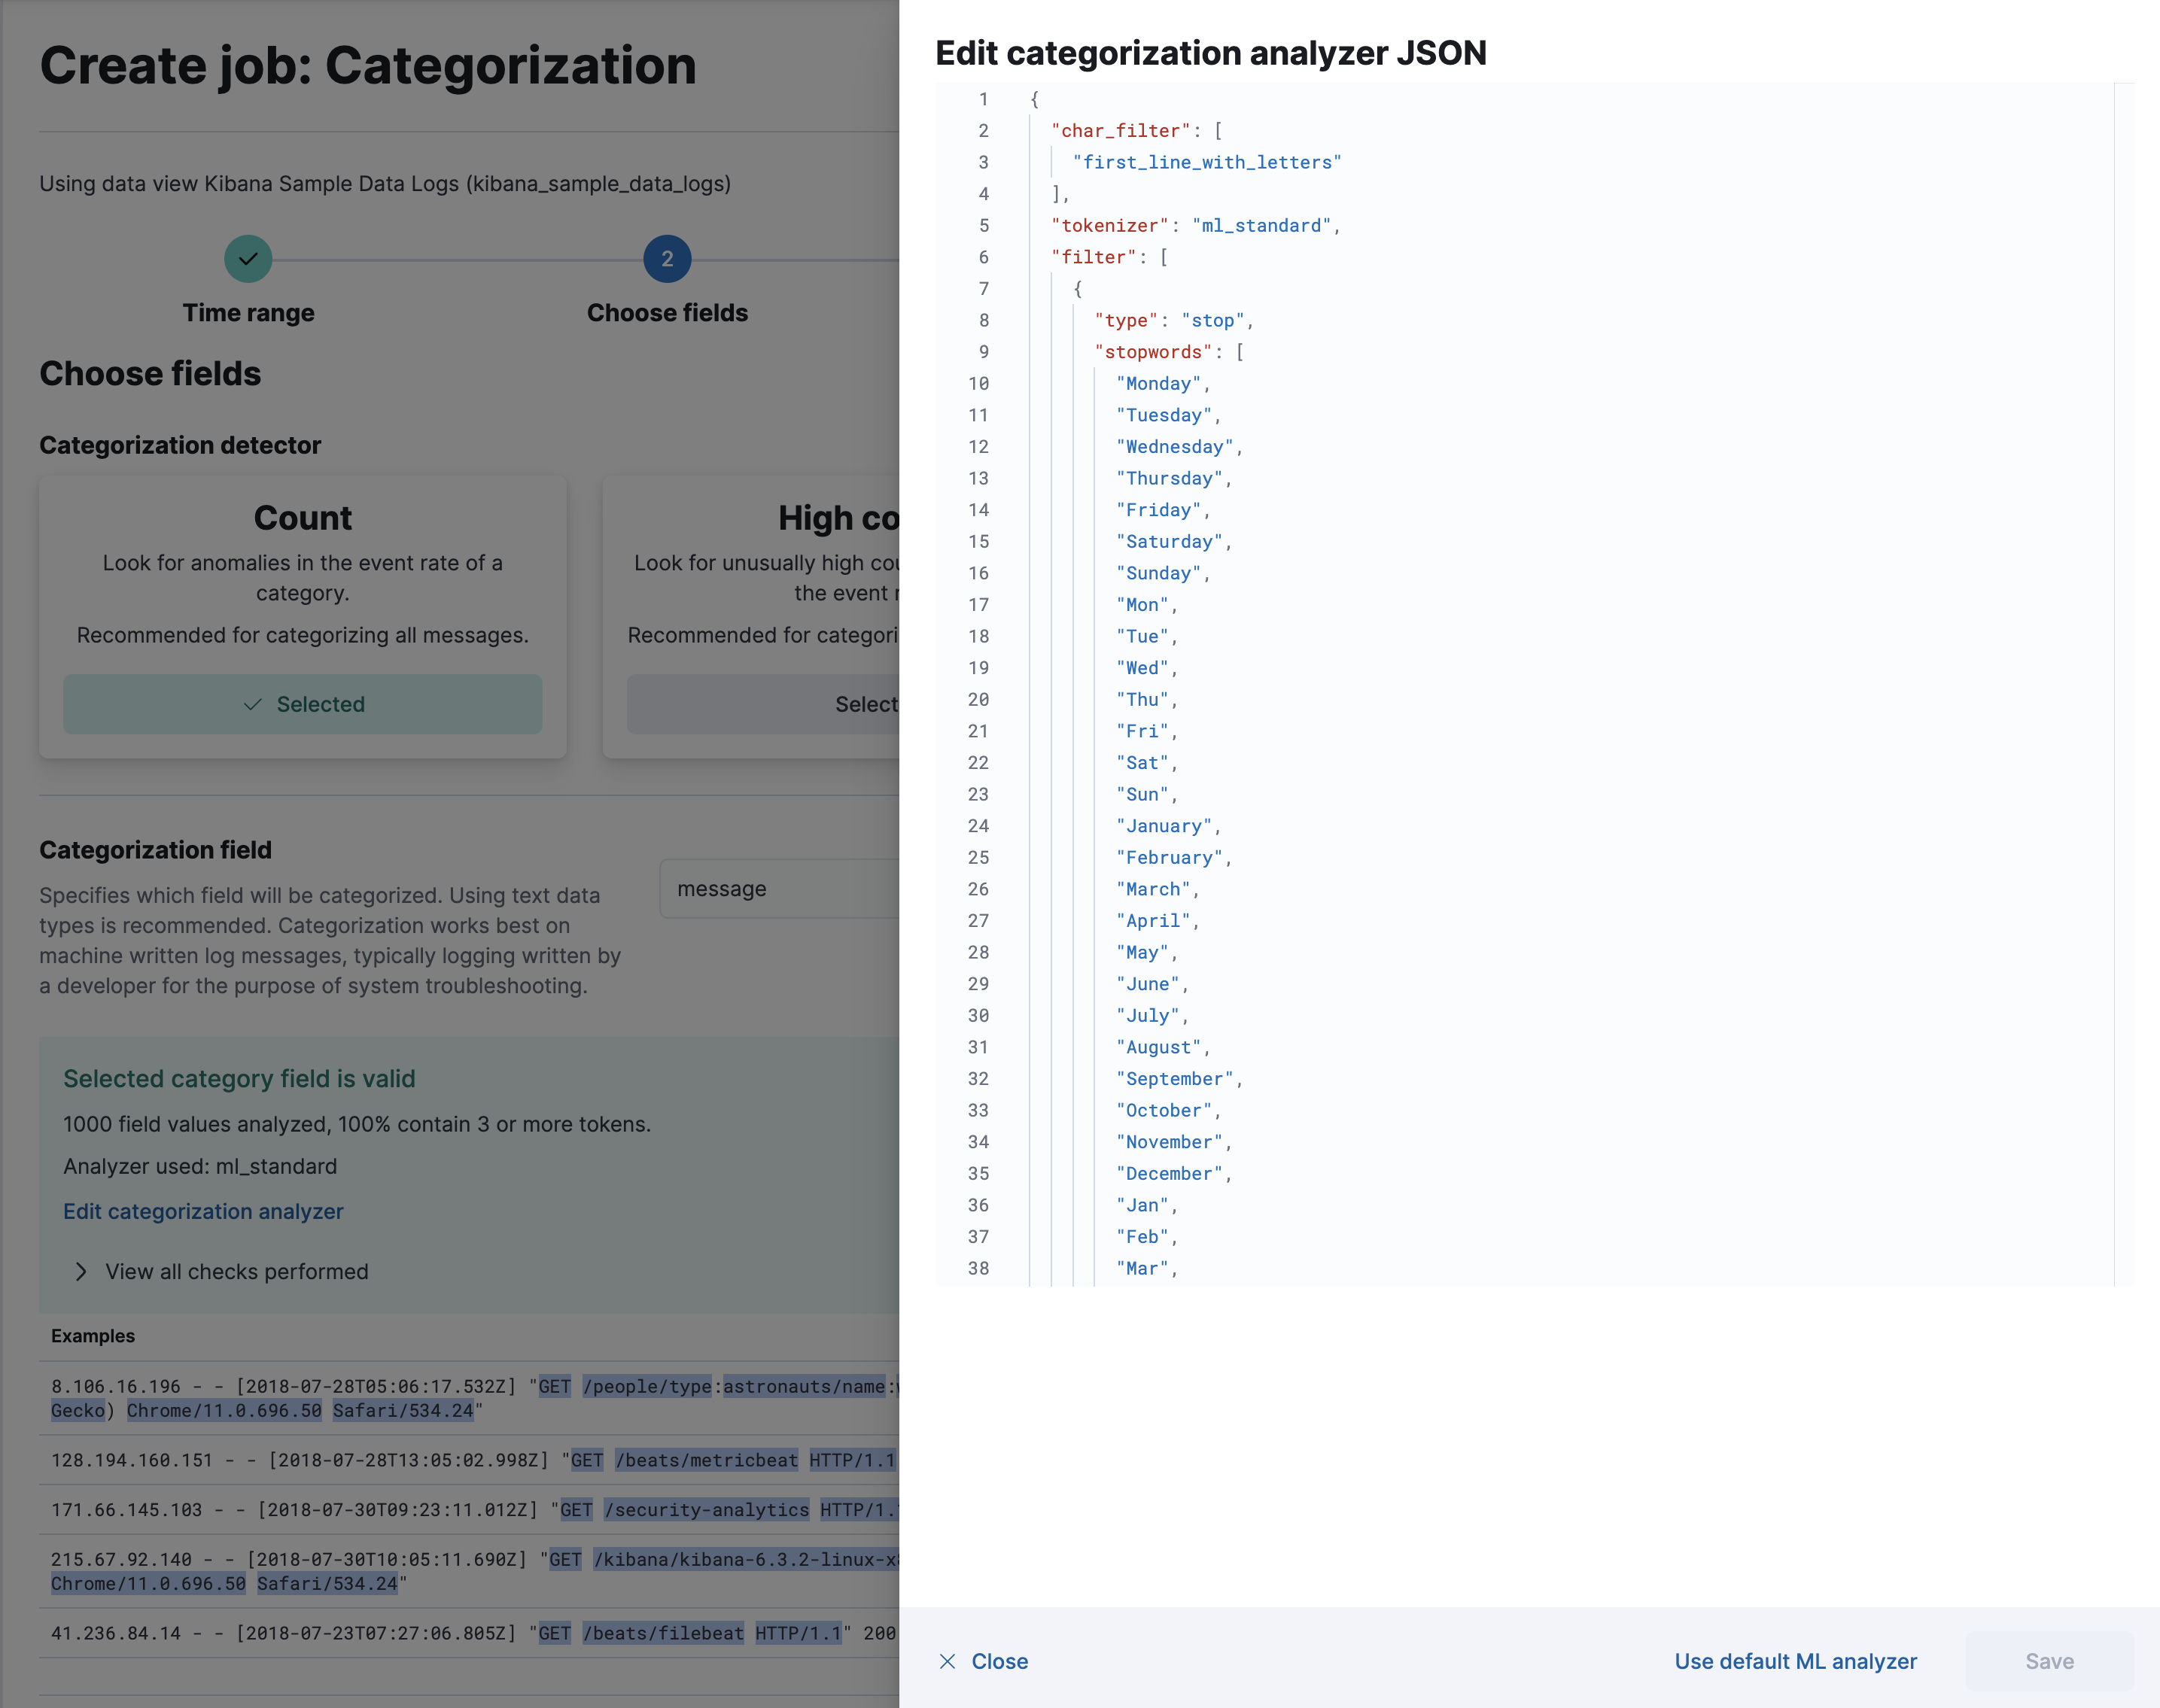 Create job: Categorization
Using data view Kibana Sample Data Logs (kibana_sample_data_logs)
2
Time range
Choose fields
Choose fields
Categorization detector
Count
Look for anomalies in the event rate of a
category.
Recommended for categorizing all messages.
Selected
High co
Look for unusually high cou
the event r
Recommended for categori
Select
Categorization field
Specifies which field will be categorized. Using text data
types is recommended. Categorization works best on
machine written log messages, typically logging written by
a developer for the purpose of system troubleshooting.
message
Selected category field is valid
1000 field values analyzed, 100% contain 3 or more tokens.
Analyzer used: ml_standard
Edit categorization analyzer
View all checks performed
Examples
8.106.16.196 - - [2018-07-28T05:06:17.532Z] "GET /people/type:astronauts/name:
Gecko) Chrome/11.0.696.50 Safari/534.24"
128.194.160.151 - - [2018-07-28T13:05:02.998Z] "GET /beats/metricbeat HTTP/1.1
171.66.145.103 - - [2018-07-30T09:23:11.012Z] "GET /security-analytics HTTP/1.
215.67.92.140 - - [2018-07-30T10:05:11.690Z] "GET /kibana/kibana-6.3.2-linux-x
Chrome/11.0.696.50 Safari/534.24"
41.236.84.14 - - [2018-07-23T07:27:06.805Z] "GET /beats/filebeat HTTP/1.1" 200
Edit categorization analyzer JSON
1 {
2 "char_filter": [
3 "first_line_with_letters"
4 ],
5 "tokenizer": "ml_standard",
6 "filter": [
7 {
8 "type": "stop",
9 "stopwords": [
10 "Monday",
11 "Tuesday",
12 "Wednesday",
13 "Thursday",
14 "Friday",
15 "Saturday",
16 "Sunday",
17 "Mon",
18 "Tue",
19 "Wed",
20 "Thu",
21 "Fri",
22 "Sat",
23 "Sun",
24 "January",
25 "February",
26 "March",
27 "April",
28 "May",
29 "June",
30 "July",
31 "August",
32 "September",
33 "October",
34 "November",
35 "December",
36 "Jan",
37 "Feb",
38 "Mar",
Close
Use default ML analyzer
Save